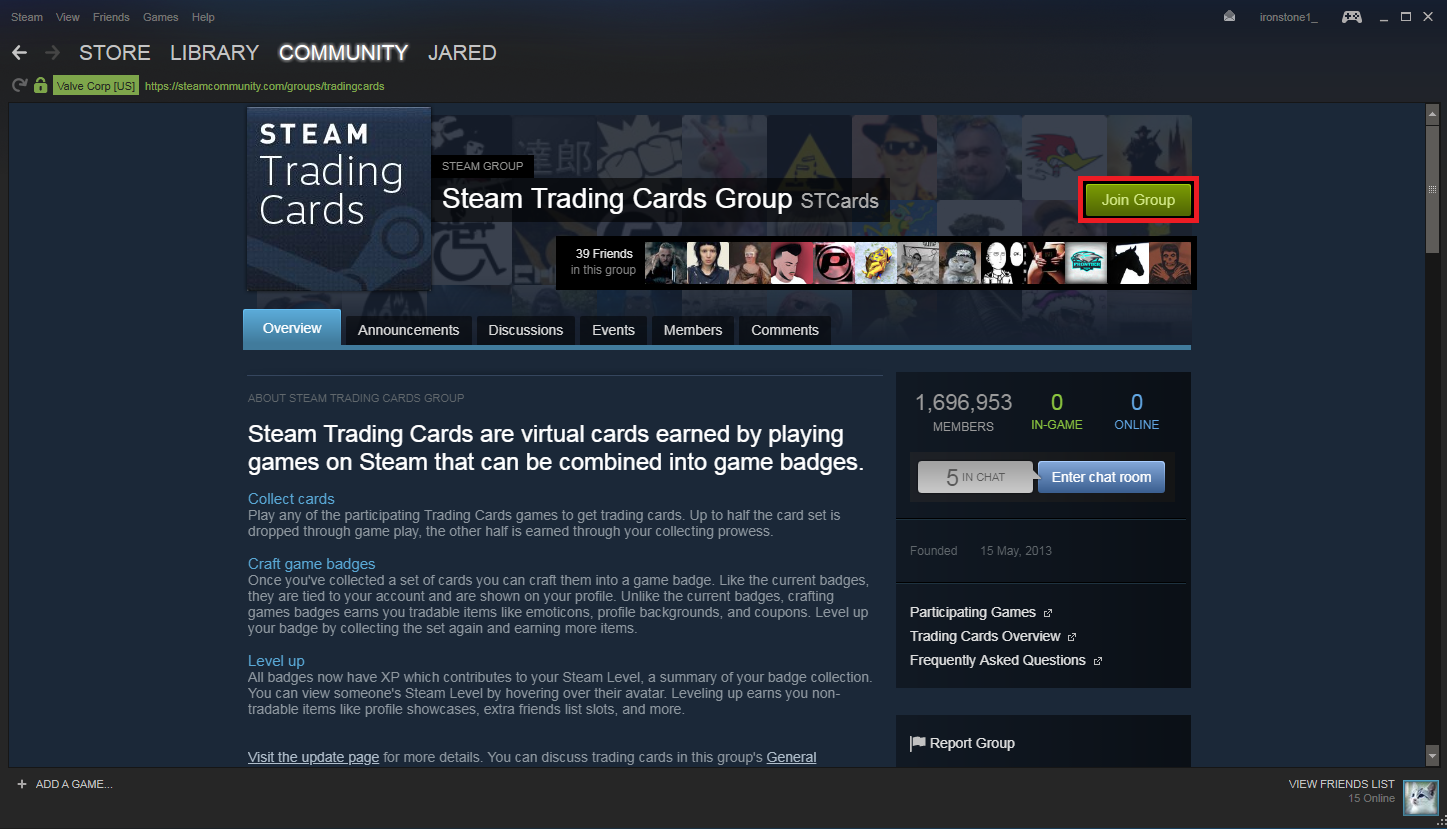 Steam View Friends Games Help
ironstone1_
STORE LIBRARY COMMUNITY JARED
Valve Corp [US] https://steamcommunity.com/groups/tradingcards
STEAM
Trading
Cards
達郎
STEAM GROUP
Steam Trading Cards Group STCards
Join Group
39 Friends
in this group
P
Overview Announcements Discussions Events Members Comments
ABOUT STEAM TRADING CARDS GROUP
Steam Trading Cards are virtual cards earned by playing
games on Steam that can be combined into game badges.
Collect cards
Play any of the participating Trading Cards games to get trading cards. Up to half the card set is
dropped through game play, the other half is earned through your collecting prowess.
Craft game badges
Once you've collected a set of cards you can craft them into a game badge. Like the current badges,
they are tied to your account and are shown on your profile. Unlike the current badges, crafting
games badges earns you tradable items like emoticons, profile backgrounds, and coupons. Level up
your badge by collecting the set again and earning more items.
Level up
All badges now have XP which contributes to your Steam Level, a summary of your badge collection.
You can view someone's Steam Level by hovering over their avatar. Leveling up earns you non-
tradable items like profile showcases, extra friends list slots, and more.
Visit the update page for more details. You can discuss trading cards in this group's General
1,696,953 0 0
MEMBERS IN-GAME ONLINE
5 IN CHAT Enter chat room
Founded 15 May, 2013
Participating Games
Trading Cards Overview
Frequently Asked Questions
Report Group
+ ADD A GAME...
VIEW FRIENDS LIST
15 Online